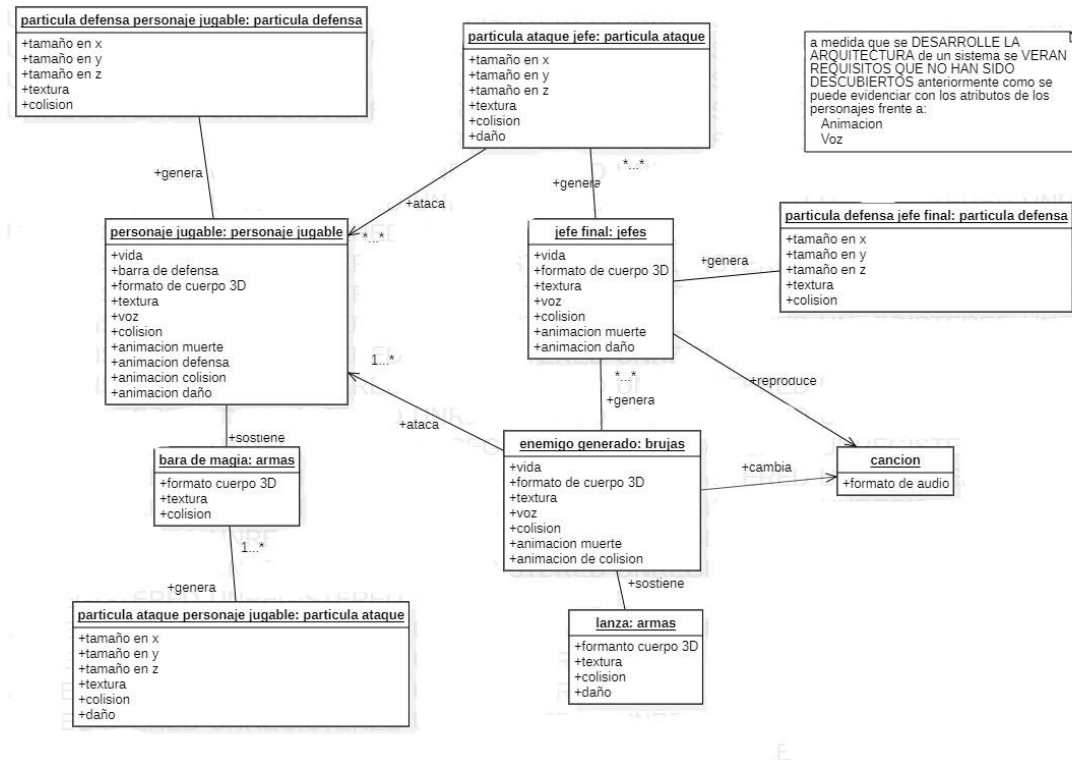 particula defensa personaje jugable: particula defensa
+tamaño en x
+tamaño en y
+tamaño en z
+textura
+colision
particula ataque jefe: particula ataque
+tamaño en x
+tamaño en y
+tamaño en z
+textura
+colision
+daño
a medida que se DESARROLLE LA
ARQUITECTURA de un sistema se VERAN
REQUISITOS QUE NO HAN SIDO
DESCUBIERTOS anteriormente como se
puede evidenciar con los atributos de los
personajes frente a:
Animacion
Voz
+genera
+ataca
*...*
+genera
*...*
personaje jugable: personaje jugable
+vida
+barra de defensa
+formato de cuerpo 3D
+textura
+voz
+colision
+animacion muerte
+animacion defensa
+animacion colision
+animacion daño
jefe final: jefes
+vida
+formato de cuerpo 3D
+textura
+voz
+colision
+animacion muerte
+animacion daño
+genera
particula defensa jefe final: particula defensa
+tamaño en x
+tamaño en y
+tamaño en z
+textura
+colision
1...*
+ataca
*...*
+genera
+reproduce
+sostiene
bara de magia: armas
+formato cuerpo 3D
+textura
+colision
enemigo generado: brujas
+vida
+formato de cuerpo 3D
+textura
+voz
+colision
+animacion muerte
+animacion de colision
+cambia
cancion
+formato de audio
1...*
+genera
+sostiene
particula ataque personaje jugable: particula ataque
+tamaño en x
+tamaño en y
+tamaño en z
+textura
+colision
+daño
lanza: armas
+formanto cuerpo 3D
+textura
+colision
+daño